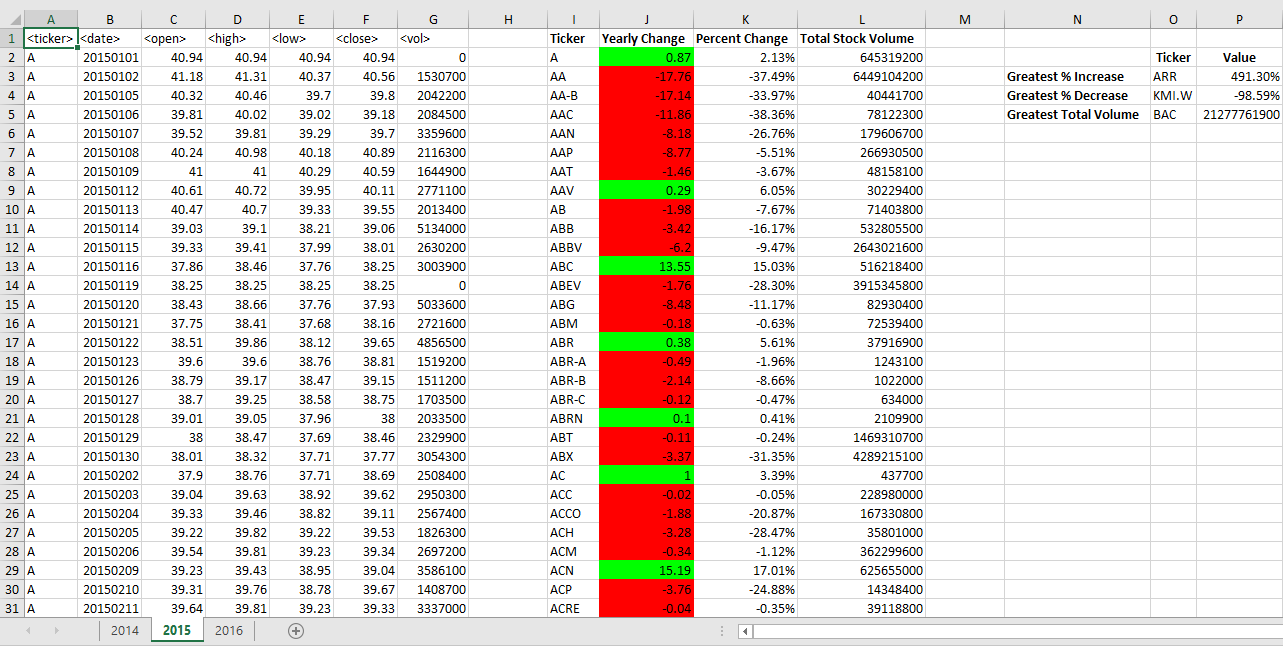 A B C D E F G H I J K L M N O P
1 <ticker> <date> <open> <high> <low> <close> <vol> Ticker Yearly Change Percent Change Total Stock Volume
2 A 20150101 40.94 40.94 40.94 40.94 0 A 0.87 2.13% 645319200 Ticker Value
3 A 20150102 41.18 41.31 40.37 40.56 1530700 AA -17.76 -37.49% 6449104200 Greatest % Increase ARR 491.30%
4 A 20150105 40.32 40.46 39.7 39.8 2042200 AA-B -17.14 -33.97% 40441700 Greatest % Decrease KMI.W -98.59%
5 A 20150106 39.81 40.02 39.02 39.18 2084500 AAC -11.86 -38.36% 78122300 Greatest Total Volume BAC 21277761900
6 A 20150107 39.52 39.81 39.29 39.7 3359600 AAN -8.18 -26.76% 179606700
7 A 20150108 40.24 40.98 40.18 40.89 2116300 AAP -8.77 -5.51% 266930500
8 A 20150109 41 41 40.29 40.59 1644900 AAT -1.46 -3.67% 48158100
9 A 20150112 40.61 40.72 39.95 40.11 2771100 AAV 0.29 6.05% 30229400
10 A 20150113 40.47 40.7 39.33 39.55 2013400 AB -1.98 -7.67% 71403800
11 A 20150114 39.03 39.1 38.21 39.06 5134000 ABB -3.42 -16.17% 532805500
12 A 20150115 39.33 39.41 37.99 38.01 2630200 ABBV -6.2 -9.47% 2643021600
13 A 20150116 37.86 38.46 37.76 38.25 3003900 ABC 13.55 15.03% 516218400
14 A 20150119 38.25 38.25 38.25 38.25 0 ABEV -1.76 -28.30% 3915345800
15 A 20150120 38.43 38.66 37.76 37.93 5033600 ABG -8.48 -11.17% 82930400
16 A 20150121 37.75 38.41 37.68 38.16 2721600 ABM -0.18 -0.63% 72539400
17 A 20150122 38.51 39.86 38.12 39.65 4856500 ABR 0.38 5.61% 37916900
18 A 20150123 39.6 39.6 38.76 38.81 1519200 ABR-A -0.49 -1.96% 1243100
19 A 20150126 38.79 39.17 38.47 39.15 1511200 ABR-B -2.14 -8.66% 1022000
20 A 20150127 38.7 39.25 38.58 38.75 1703500 ABR-C -0.12 -0.47% 634000
21 A 20150128 39.01 39.05 37.96 38 2033500 ABRN 0.1 0.41% 2109900
22 A 20150129 38 38.47 37.69 38.46 2329900 ABT -0.11 -0.24% 1469310700
23 A 20150130 38.01 38.32 37.71 37.77 3054300 ABX -3.37 -31.35% 4289215100
24 A 20150202 37.9 38.76 37.71 38.69 2508400 AC 1 3.39% 437700
25 A 20150203 39.04 39.63 38.92 39.62 2950300 ACC -0.02 -0.05% 228980000
26 A 20150204 39.33 39.46 38.82 39.11 2567400 ACCO -1.88 -20.87% 167330800
27 A 20150205 39.22 39.82 39.22 39.53 1826300 ACH -3.28 -28.47% 35801000
28 A 20150206 39.54 39.81 39.23 39.34 2697200 ACM -0.34 -1.12% 362299600
29 A 20150209 39.23 39.43 38.95 39.04 3586100 ACN 15.19 17.01% 625655000
30 A 20150210 39.31 39.76 38.78 39.67 1408700 ACP -3.76 -24.88% 14348400
31 A 20150211 39.64 39.81 39.23 39.33 3337000 ACRE -0.04 -0.35% 39118800
2014 2015 2016